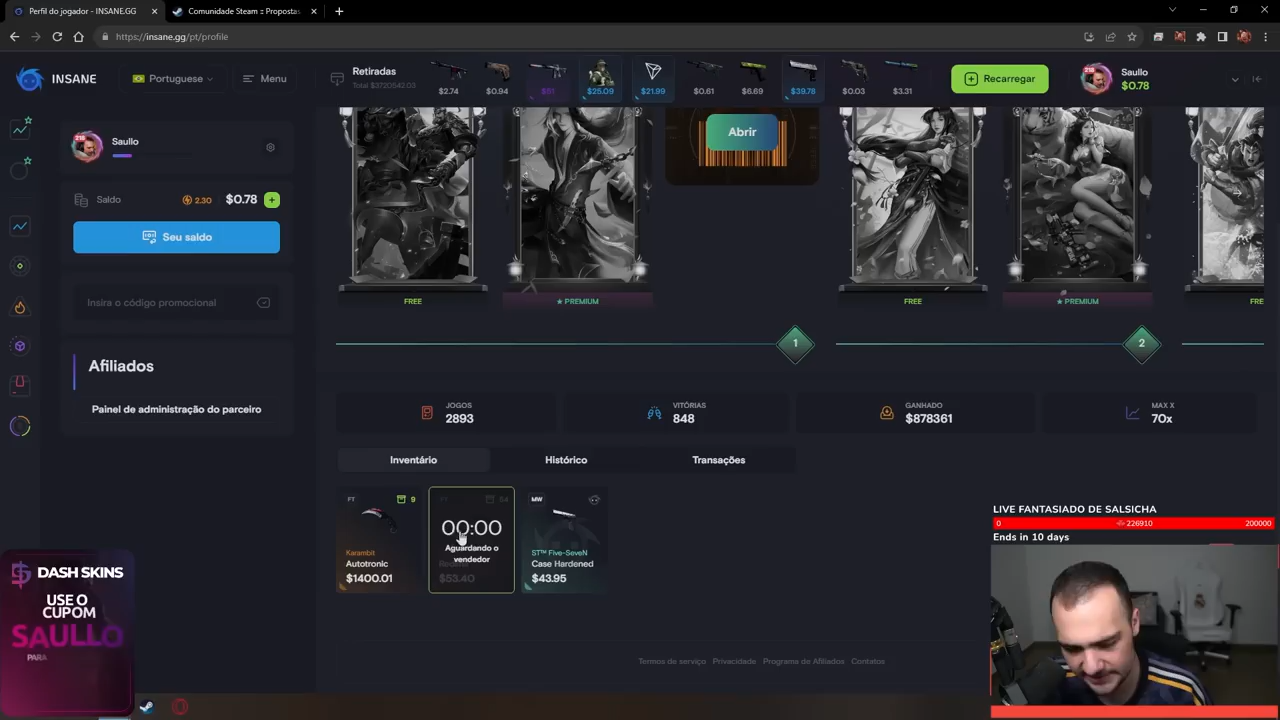 Perfil do jogador - INSANE.GG
Comunidade Steam :: Propostas
https://insane.gg/pt/profile
INSANE
Portuguese
Menu
Retiradas
Total $3720542.03
$2.74
$0.94
$51
$25.09
$21.99
$0.61
$6.69
$39.78
$0.03
$3.31
Recarregar
Saullo
$0.78
Saullo
Saldo
2.30
$0.78
Seu saldo
Insira o código promocional
Afiliados
Painel de administração do parceiro
Abrir
FREE
★ PREMIUM
FREE
★ PREMIUM
FRE
1
2
JOGOS
2893
VITÓRIAS
848
GANHADO
$878361
MAX X
70x
Inventário
Histórico
Transações
FT
9
Karambit
Autotronic
$1400.01
00:00
Aguardando o
vendedor
$53.40
MW
ST™ Five-SeveN
Case Hardened
$43.95
Termos de serviço
Privacidade
Programa de Afiliados
Contatos
DASH SKINS
USE O
CUPOM
SAULLO
PARA
LIVE FANTASIADO DE SALSICHA
0
226910
200000
Ends in 10 days